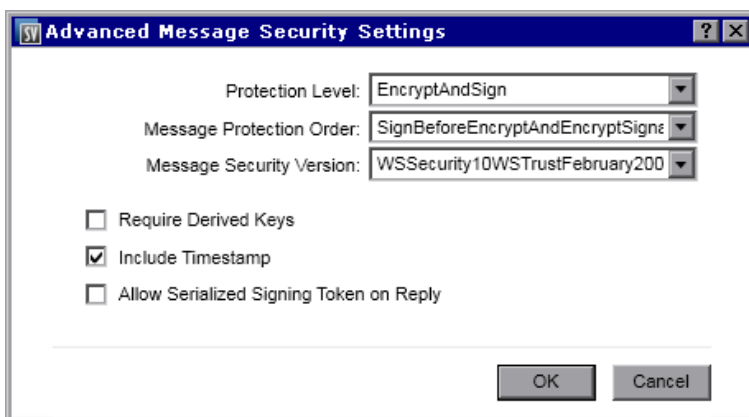 SV Advanced Message Security Settings ? X
Protection Level: EncryptAndSign
Message Protection Order: SignBeforeEncryptAndEncryptSigna
Message Security Version: WSSecurity10WSTrustFebruary200
Require Derived Keys
Include Timestamp
Allow Serialized Signing Token on Reply
OK Cancel